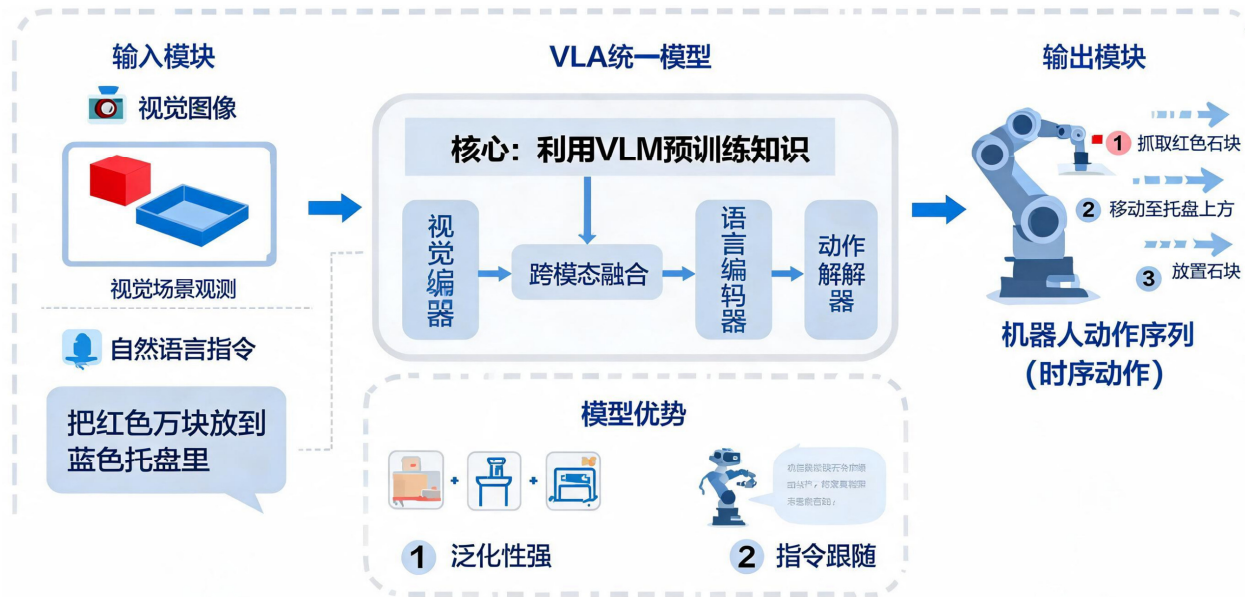 输入模块
视觉图像
视觉场景观测
自然语言指令
把红色万块放到
蓝色托盘里
VLA统一模型
核心：利用VLM预训练知识
视觉编器
跨模态融合
语言编码器
动作解解器
模型优势
+
+
1 泛化性强
2 指令跟随
输出模块
1 抓取红色石块
2 移动至托盘上方
3 放置石块
机器人动作序列
（时序动作）